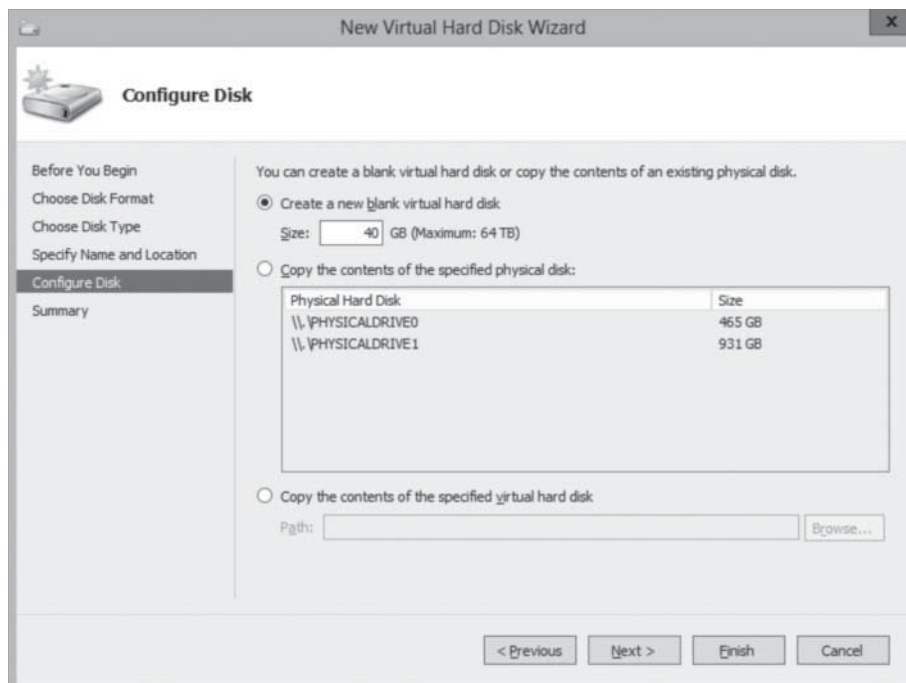 New Virtual Hard Disk Wizard
x
Configure Disk
Before You Begin
Choose Disk Format
Choose Disk Type
Specify Name and Location
Configure Disk
Summary
You can create a blank virtual hard disk or copy the contents of an existing physical disk.
Create a new blank virtual hard disk
Size: 40 GB (Maximum: 64 TB)
Copy the contents of the specified physical disk:
Physical Hard Disk Size
\\.\PHYSICALDRIVE0 465 GB
\\.\PHYSICALDRIVE1 931 GB
Copy the contents of the specified virtual hard disk
Path: Browse...
< Previous Next > Finish Cancel